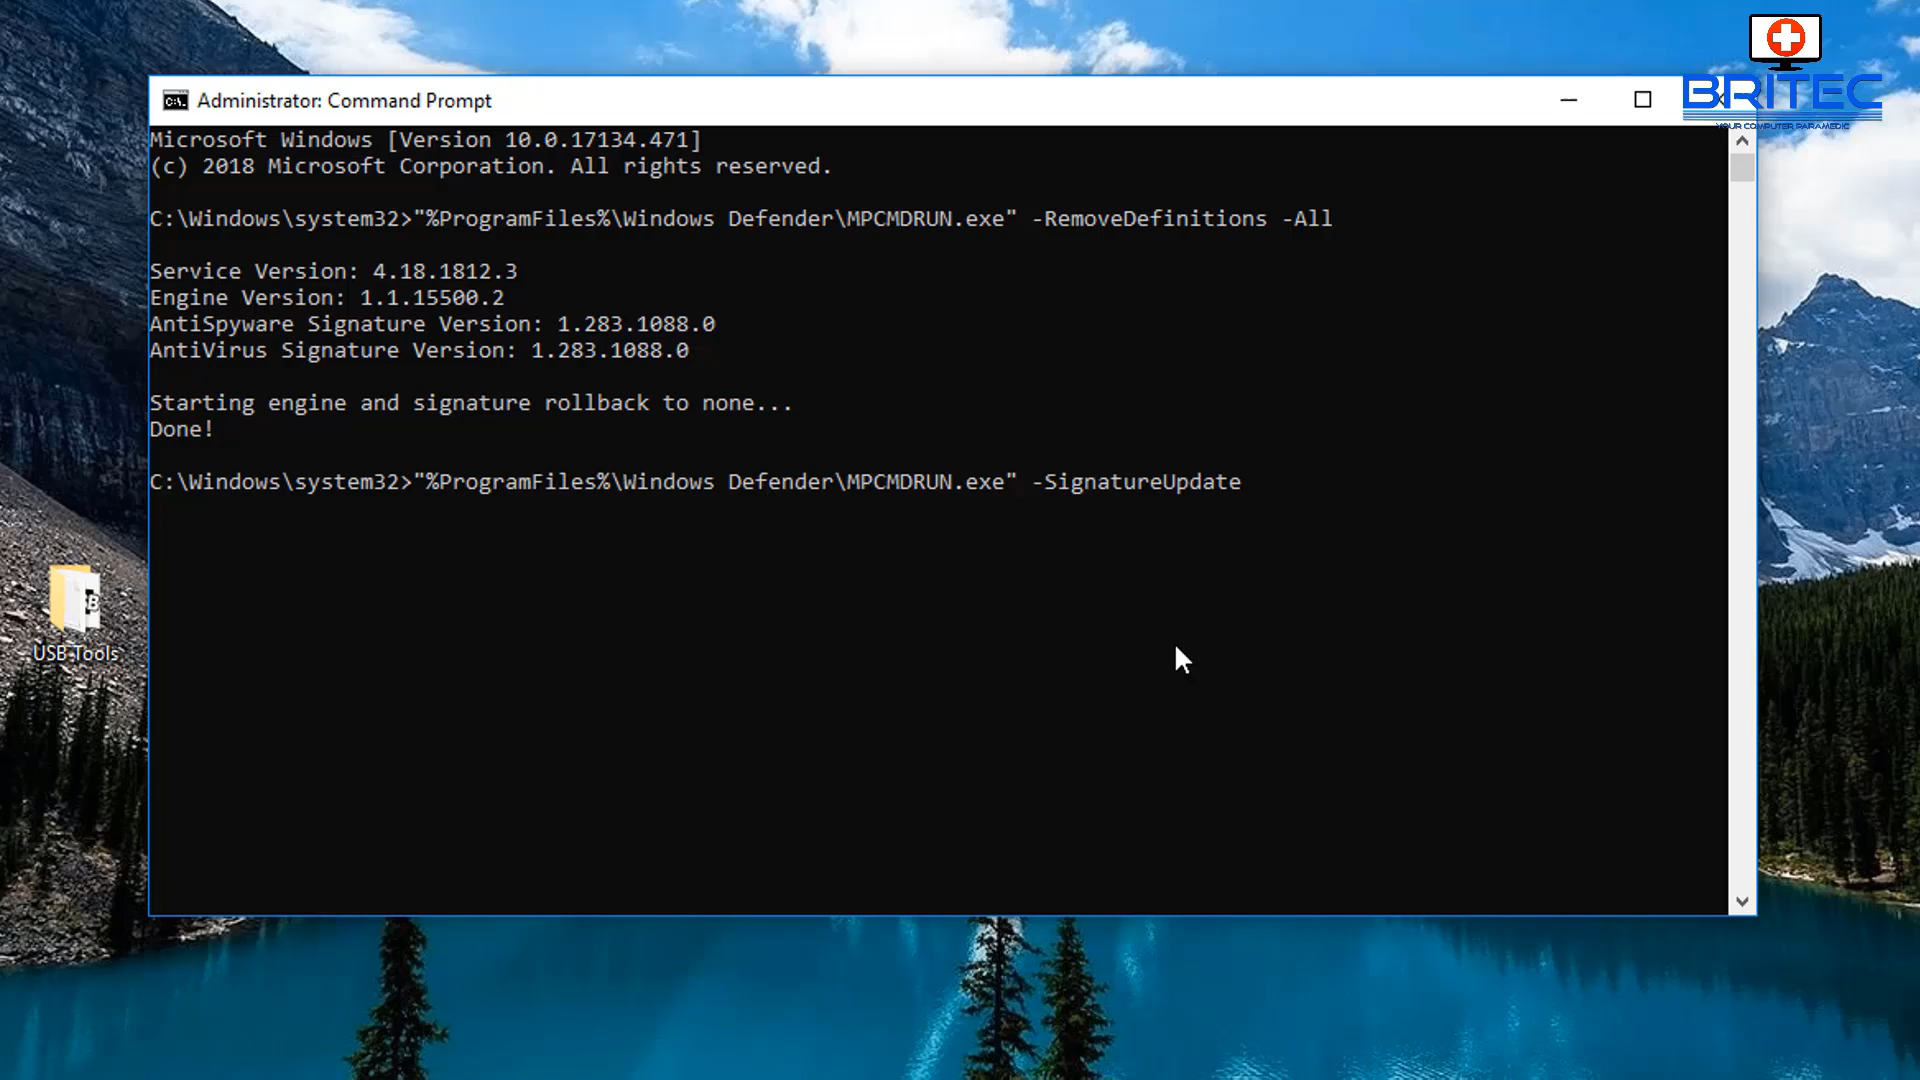 BRITEC
YOUR COMPUTER PARAMEDIC
Administrator: Command Prompt
Microsoft Windows [Version 10.0.17134.471]
(c) 2018 Microsoft Corporation. All rights reserved.
C:\Windows\system32>"%ProgramFiles%\Windows Defender\MPCMDRUN.exe" -RemoveDefinitions -All
Service Version: 4.18.1812.3
Engine Version: 1.1.15500.2
AntiSpyware Signature Version: 1.283.1088.0
AntiVirus Signature Version: 1.283.1088.0
Starting engine and signature rollback to none...
Done!
C:\Windows\system32>"%ProgramFiles%\Windows Defender\MPCMDRUN.exe" -SignatureUpdate
USB Tools